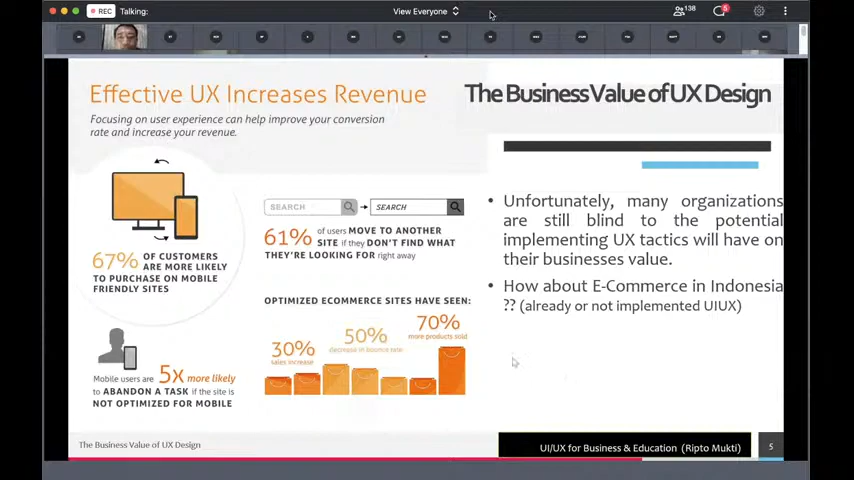 REC
Talking:
View Everyone
138
5
Effective UX Increases Revenue
Focusing on user experience can help improve your conversion
rate and increase your revenue.
67% OF CUSTOMERS
ARE MORE LIKELY
TO PURCHASE ON MOBILE
FRIENDLY SITES
Mobile users are 5x more likely
to ABANDON A TASK if the site is
NOT OPTIMIZED FOR MOBILE
SEARCH
SEARCH
61% of users MOVE TO ANOTHER
SITE if they DON'T FIND WHAT
THEY'RE LOOKING FOR right away
OPTIMIZED ECOMMERCE SITES HAVE SEEN:
30%
sales increase
50%
decrease in bounce rate
70%
more products sold
The Business Value of UX Design
• Unfortunately, many organizations
are still blind to the potential
implementing UX tactics will have on
their businesses value.
• How about E-Commerce in Indonesia
?? (already or not implemented UIUX)
The Business Value of UX Design
UI/UX for Business & Education (Ripto Mukti)
5